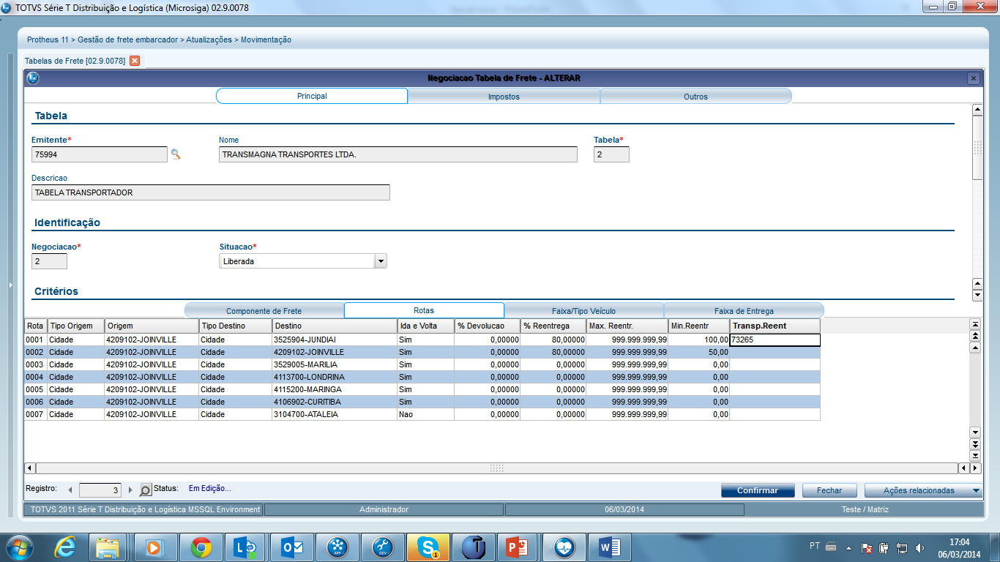 TOTVS Série T Distribuição e Logística (Microsiga) 02.9.0078
Protheus 11 > Gestão de frete embarcador > Atualizações > Movimentação
Tabelas de Frete [02.9.0078]
Negociacao Tabela de Frete - ALTERAR
Principal Impostos Outros
Tabela
Emitente* Nome Tabela*
75994 TRANSMAGNA TRANSPORTES LTDA. 2
Descricao
TABELA TRANSPORTADOR
Identificação
Negociacao* Situacao*
2 Liberada
Critérios
Componente de Frete Rotas Faixa/Tipo Veículo Faixa de Entrega
Rota Tipo Origem Origem Tipo Destino Destino Ida e Volta % Devolucao % Reentrega Max. Reentr. Min.Reentr Transp.Reent
0001 Cidade 4209102-JOINVILLE Cidade 3525904-JUNDIAI Sim 0,00000 80,00000 999.999.999,99 100,00 73265
0002 Cidade 4209102-JOINVILLE Cidade 4209102-JOINVILLE Sim 0,00000 80,00000 999.999.999,99 50,00
0003 Cidade 4209102-JOINVILLE Cidade 3529005-MARILIA Sim 0,00000 0,00000 999.999.999,99 0,00
0004 Cidade 4209102-JOINVILLE Cidade 4113700-LONDRINA Sim 0,00000 0,00000 999.999.999,99 0,00
0005 Cidade 4209102-JOINVILLE Cidade 4115200-MARINGA Sim 0,00000 0,00000 999.999.999,99 0,00
0006 Cidade 4209102-JOINVILLE Cidade 4106902-CURITIBA Sim 0,00000 0,00000 999.999.999,99 0,00
0007 Cidade 4209102-JOINVILLE Cidade 3104700-ATALEIA Nao 0,00000 0,00000 999.999.999,99 0,00
Registro: 3 Status: Em Edição... Confirmar Fechar Ações relacionadas
TOTVS 2011 Série T Distribuição e Logística MSSQL Environment Administrador 06/03/2014 Teste / Matriz
APP DEV 1 PT 17:04
06/03/2014